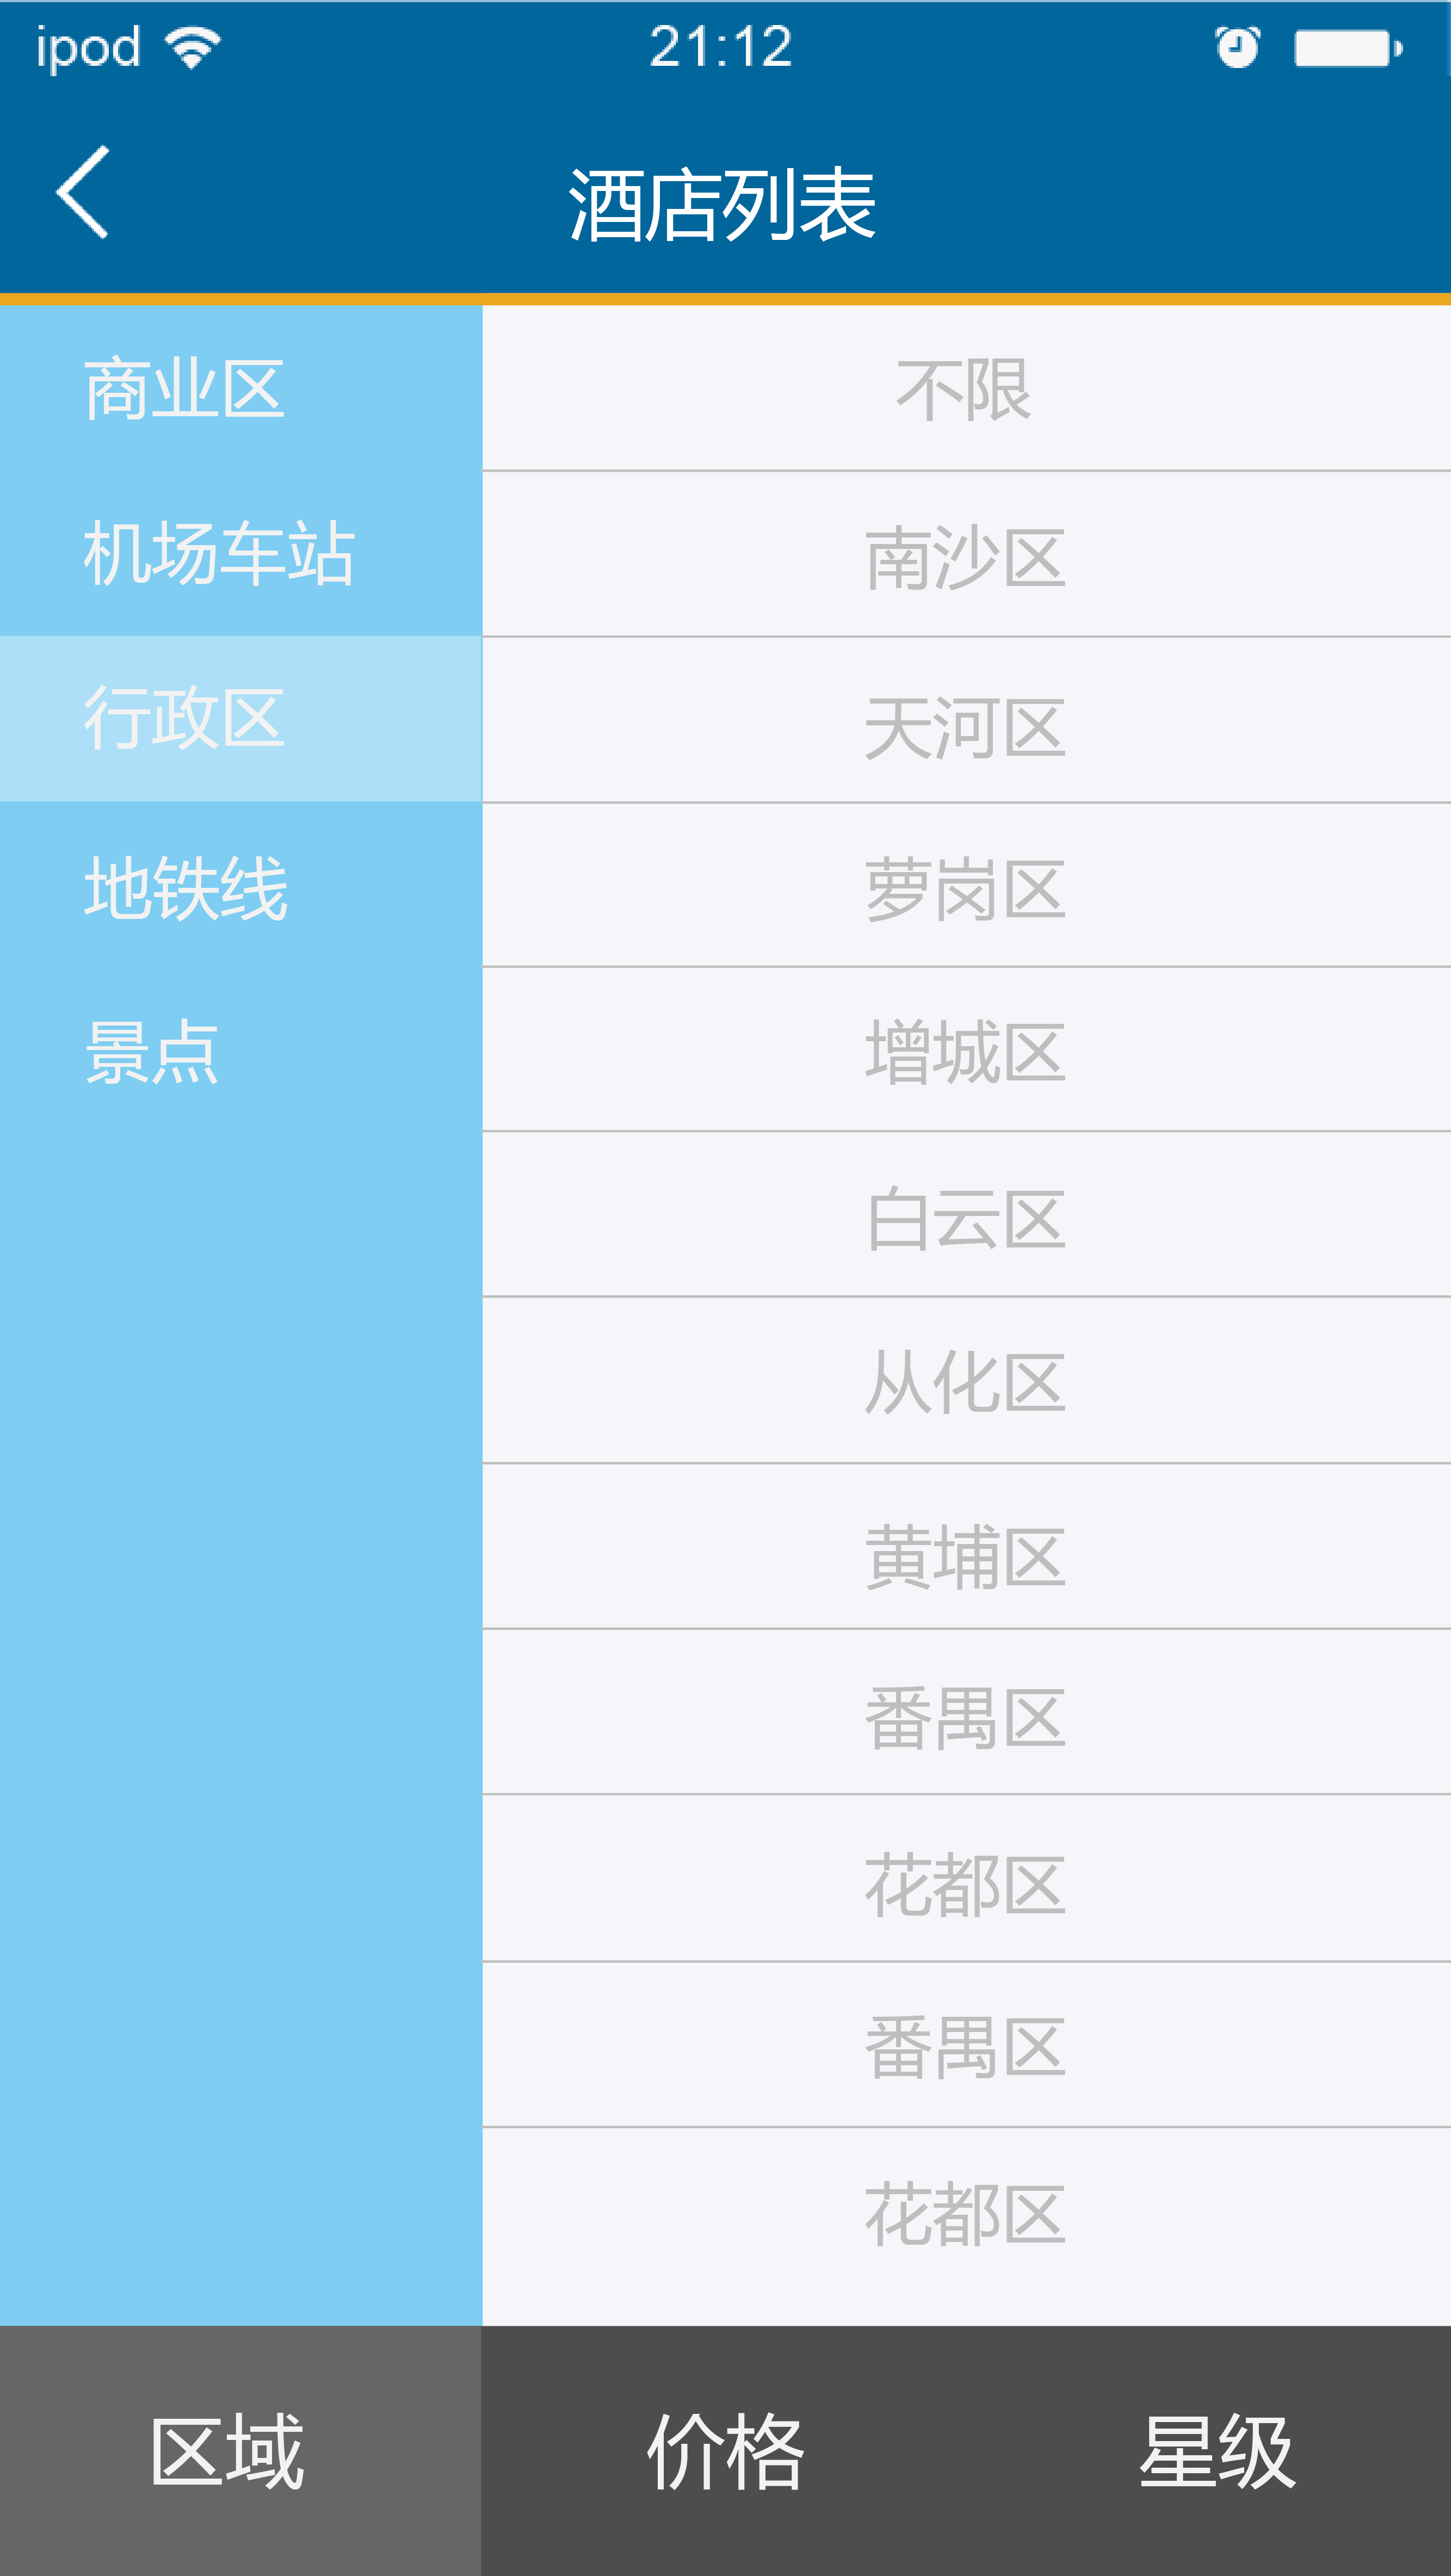 ipod 21:12
酒店列表
商业区
机场车站
行政区
地铁线
景点
不限
南沙区
天河区
萝岗区
增城区
白云区
从化区
黄埔区
番禺区
花都区
番禺区
花都区
区域 价格 星级